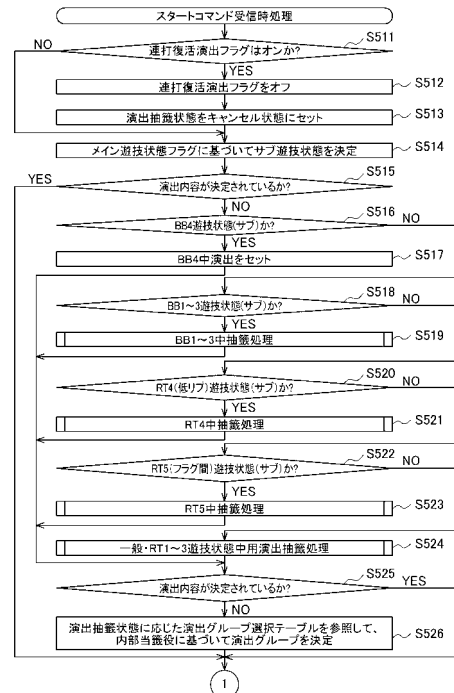 スタートコマンド受信時処理
S511
連打復活演出フラグはオンか?
NO
YES
S512
連打復活演出フラグをオフ
S513
演出抽籤状態をキャンセル状態にセット
S514
メイン遊技状態フラグに基づいてサブ遊技状態を決定
S515
YES
演出内容が決定されているか?
NO
S516
BB4遊技状態(サブ)か?
NO
YES
S517
BB4中演出をセット
S518
BB1~3遊技状態(サブ)か?
NO
YES
S519
BB1~3中抽籤処理
S520
RT4(低リプ)遊技状態(サブ)か?
NO
YES
S521
RT4中抽籤処理
S522
RT5(フラグ間)遊技状態(サブ)か?
NO
YES
S523
RT5中抽籤処理
S524
一般・RT1~3遊技状態中用演出抽籤処理
S525
演出内容が決定されているか?
YES
NO
演出抽籤状態に応じた演出グループ選択テーブルを参照して、
内部当籤役に基づいて演出グループを決定
S526
1